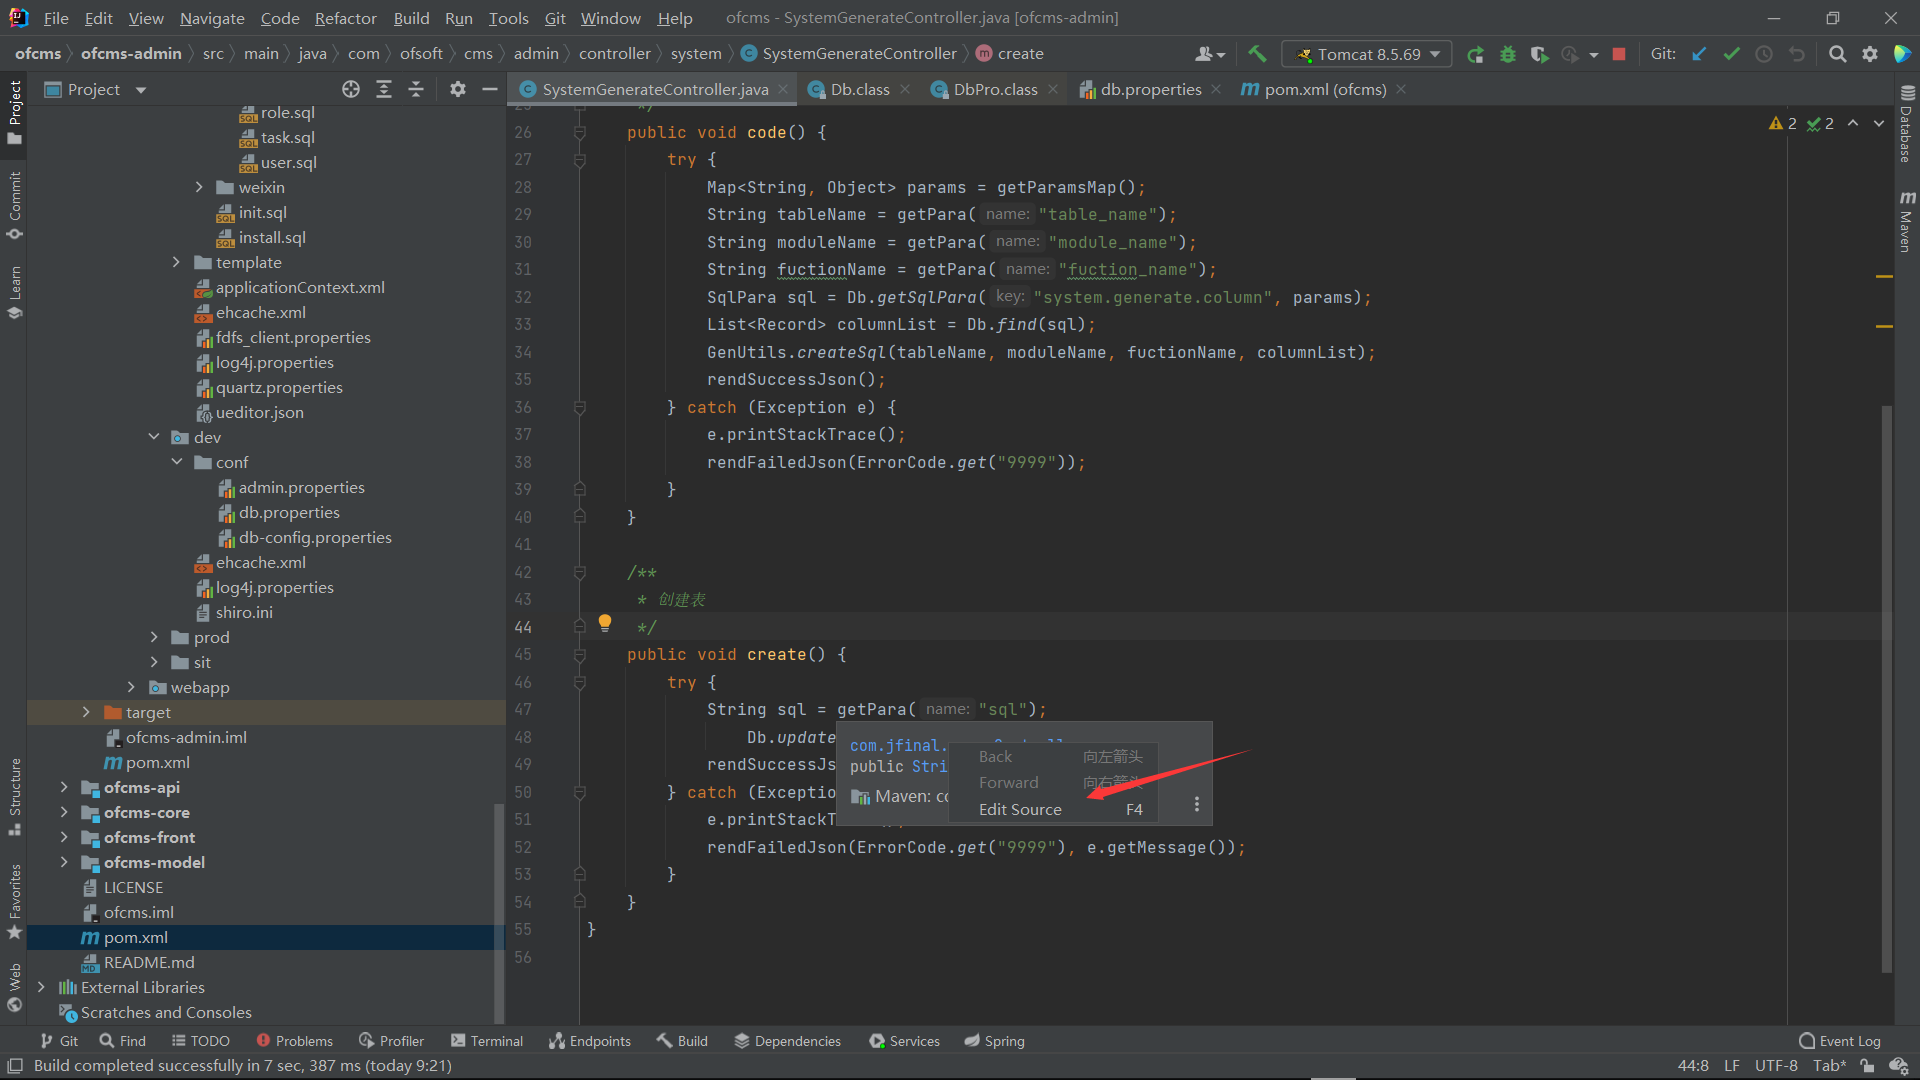 File Edit View Navigate Code Refactor Build Run Tools Git Window Help ofcms - SystemGenerateController.java [ofcms-admin]
ofcms ofcms-admin src main java com ofsoft cms admin controller system SystemGenerateController create Tomcat 8.5.69 Git:
Project
SystemGenerateController.java Db.class DbPro.class db.properties pom.xml (ofcms)
Project
Commit
Learn
Structure
Favorites
Web
role.sql
task.sql
user.sql
weixin
init.sql
install.sql
template
applicationContext.xml
ehcache.xml
fdfs_client.properties
log4j.properties
quartz.properties
ueditor.json
dev
conf
admin.properties
db.properties
db-config.properties
ehcache.xml
log4j.properties
shiro.ini
prod
sit
webapp
target
ofcms-admin.iml
pom.xml
ofcms-api
ofcms-core
ofcms-front
ofcms-model
LICENSE
ofcms.iml
pom.xml
README.md
External Libraries
Scratches and Consoles
2 2
25 */
26 public void code() {
27 try {
28 Map<String, Object> params = getParamsMap();
29 String tableName = getPara( name: "table_name");
30 String moduleName = getPara( name: "module_name");
31 String fuctionName = getPara( name: "fuction_name");
32 SqlPara sql = Db.getSqlPara( key: "system.generate.column", params);
33 List<Record> columnList = Db.find(sql);
34 GenUtils.createSql(tableName, moduleName, fuctionName, columnList);
35 rendSuccessJson();
36 } catch (Exception e) {
37 e.printStackTrace();
38 rendFailedJson(ErrorCode.get("9999"));
39 }
40 }
41
42 /**
43 * 创建表
44 */
45 public void create() {
46 try {
47 String sql = getPara( name: "sql");
48 Db.update
49 rendSuccessJs
50 } catch (Exceptio
51 e.printStackT
52 rendFailedJson(ErrorCode.get("9999"), e.getMessage());
53 }
54 }
55 }
56
com.jfinal.
public Stri
Maven: co
Back 向左箭头
Forward 向右箭头
Edit Source F4
Database
Maven
Git Find TODO Problems Profiler Terminal Endpoints Build Dependencies Services Spring Event Log
Build completed successfully in 7 sec, 387 ms (today 9:21) 44:8 LF UTF-8 Tab*